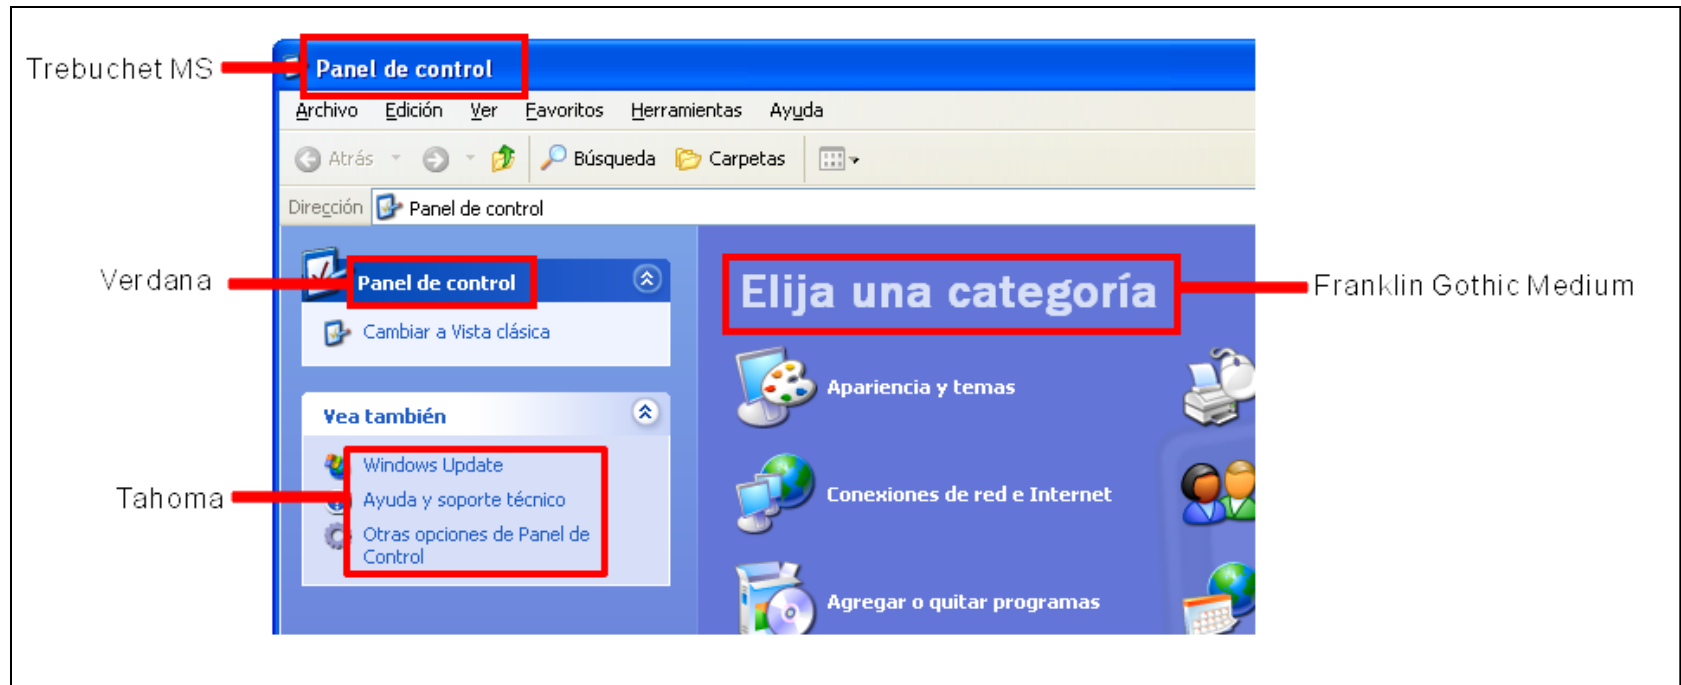 Trebuchet MS
Panel de control
Archivo Edición Ver Favoritos Herramientas Ayuda
Atrás Búsqueda Carpetas
Dirección Panel de control
Verdana
Panel de control
Cambiar a Vista clásica
Vea también
Tahoma
Windows Update
Ayuda y soporte técnico
Otras opciones de Panel de
Control
Elija una categoría
Franklin Gothic Medium
Apariencia y temas
Conexiones de red e Internet
Agregar o quitar programas